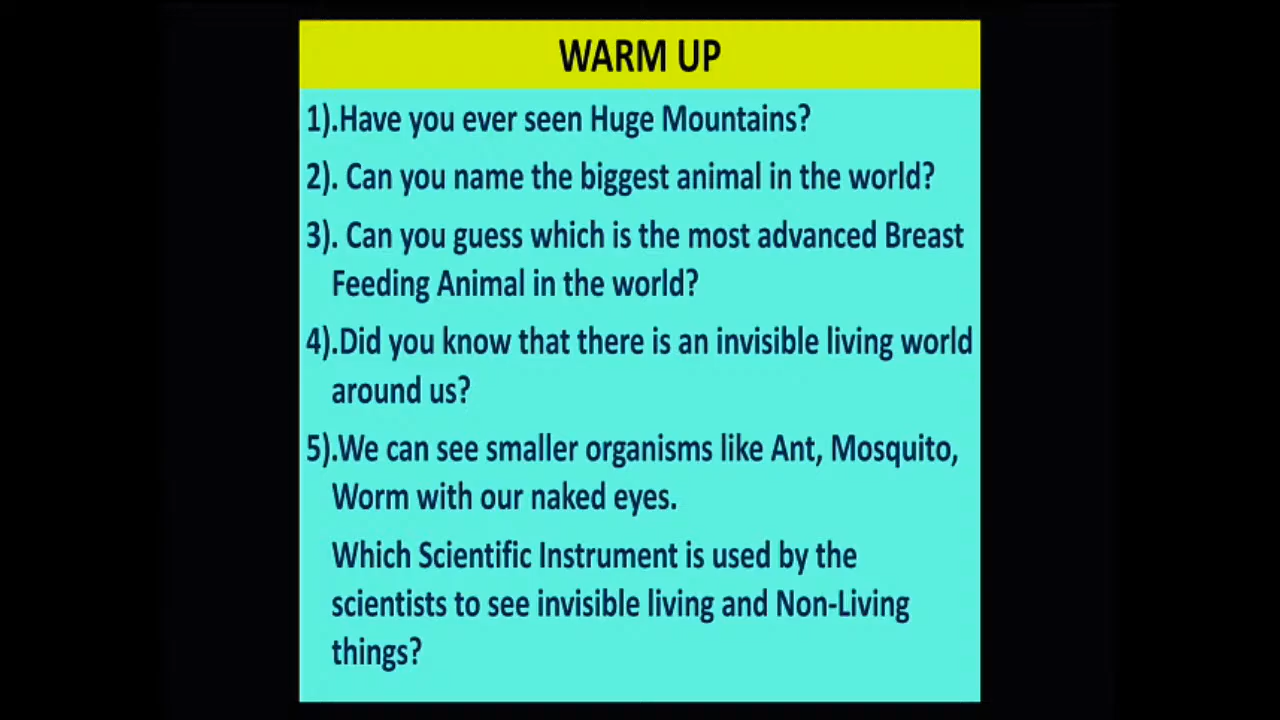 WARM UP
1).Have you ever seen Huge Mountains?
2). Can you name the biggest animal in the world?
3). Can you guess which is the most advanced Breast
Feeding Animal in the world?
4).Did you know that there is an invisible living world
around us?
5).We can see smaller organisms like Ant, Mosquito,
Worm with our naked eyes.
Which Scientific Instrument is used by the
scientists to see invisible living and Non-Living
things?